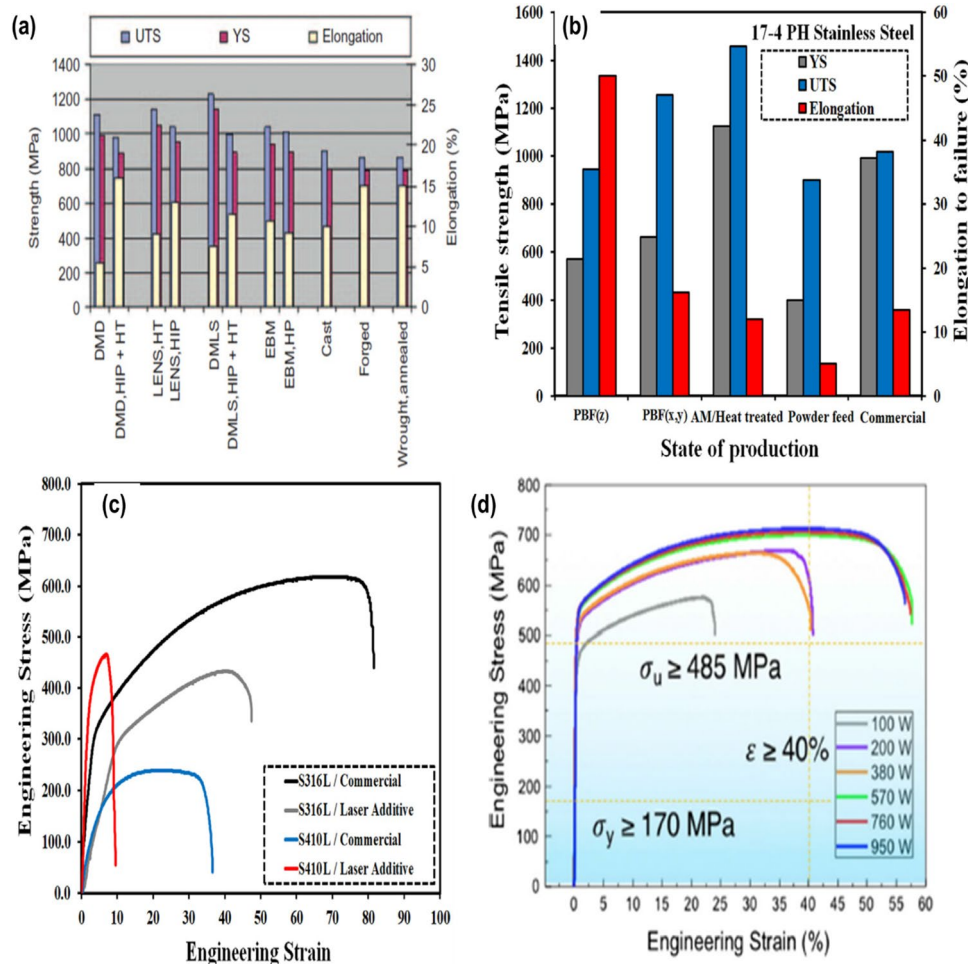 (a)
UTS
YS
Elongation
1400
1200
1000
800
600
400
200
0
Strength (MPa)
30
25
20
15
10
5
0
Elongation (%)
DMD
DMD,HIP + HT
LENS,HT
LENS,HIP
DMLS
DMLS,HIP + HT
EBM
EBM,HP
Cast
Forged
Wrought,annealed
(b)
17-4 PH Stainless Steel
YS
UTS
Elongation
1600
1400
1200
1000
800
600
400
200
0
Tensile strength (MPa)
60
50
40
30
20
10
0
Elongation to failure (%)
PBF(z) PBF(x,y) AM/Heat treated Powder feed Commercial
State of production
(c)
800.0
700.0
600.0
500.0
400.0
300.0
200.0
100.0
0.0
Engineering Stress (MPa)
S316L / Commercial
S316L / Laser Additive
S410L / Commercial
S410L / Laser Additive
0 10 20 30 40 50 60 70 80 90 100
Engineering Strain
(d)
800
700
600
500
400
300
200
100
0
Engineering Stress (MPa)
σu ≥ 485 MPa
ε ≥ 40%
σy ≥ 170 MPa
100 W
200 W
380 W
570 W
760 W
950 W
0 5 10 15 20 25 30 35 40 45 50 55 60
Engineering Strain (%)